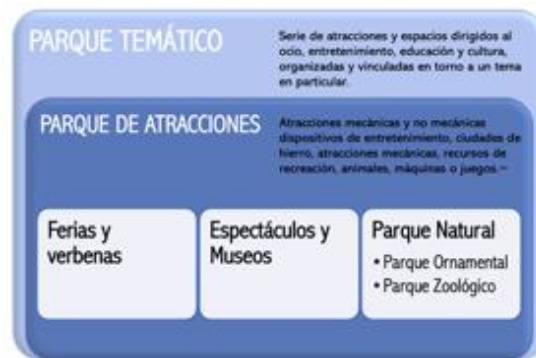 PARQUE TEMÁTICO
Serie de atracciones y espacios dirigidos al
ocio, entretenimiento, educación y cultura,
organizadas y vinculadas en torno a un tema
en particular.
PARQUE DE ATRACCIONES
Atracciones mecánicas y no mecánicas
dispositivos de entretenimiento, ciudades de
hierro, atracciones mecánicas, recursos de
recreación, animales, máquinas o juegos.—
Ferias y
verbenas
Espectáculos y
Museos
Parque Natural
• Parque Ornamental
• Parque Zoológico